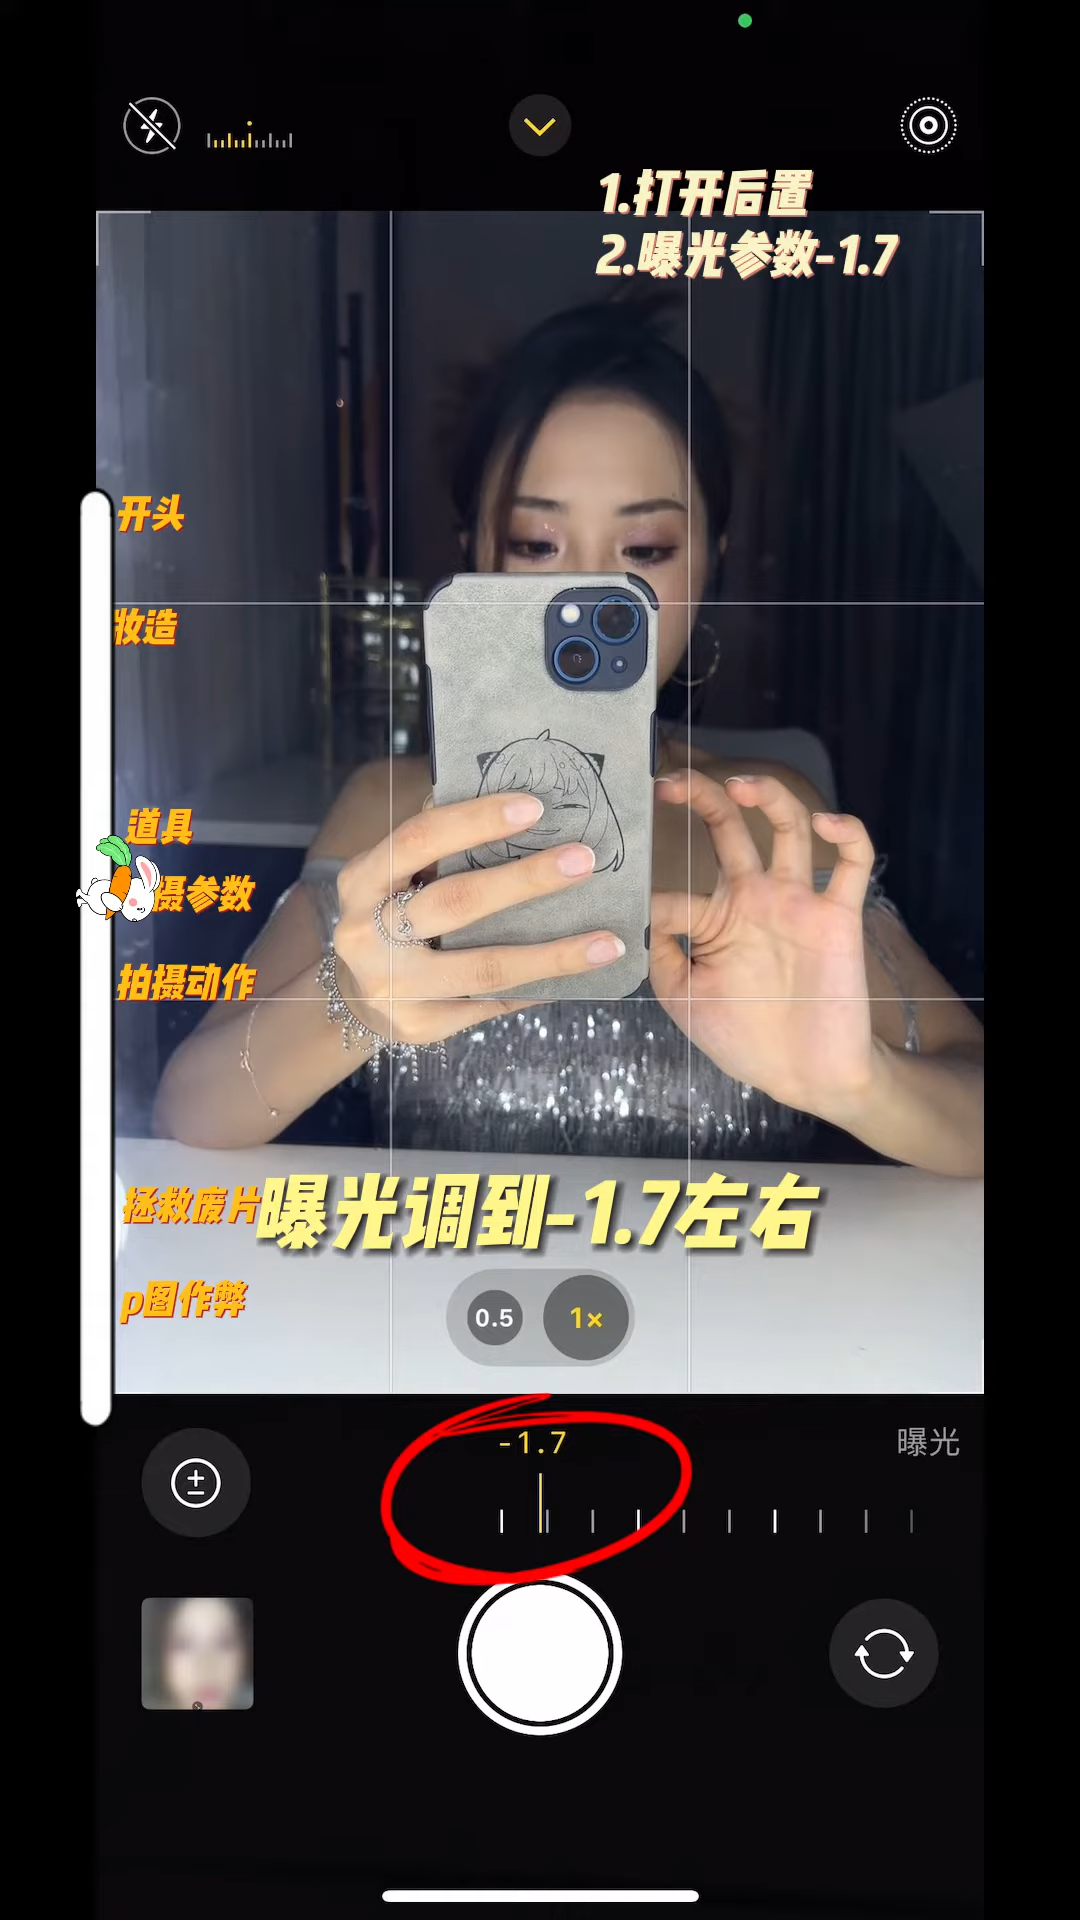 1.打开后置
2.曝光参数-1.7
开头
妆造
道具
摄参数
拍摄动作
拯救废片
曝光调到-1.7左右
p图作弊
0.5
1×
-1.7
曝光